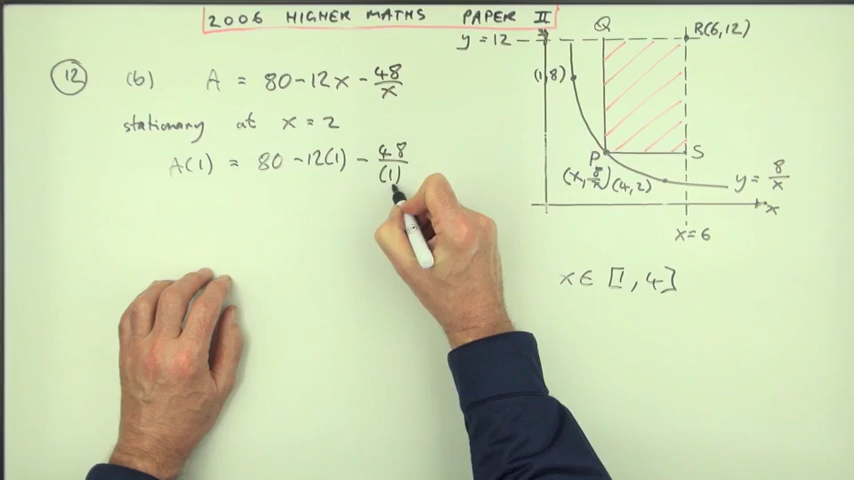 2006 HIGHER MATHS PAPER II
12 (b) A = 80 - 12x - 48/x
stationary at x = 2
A(1) = 80 - 12(1) - 48/(1)
y = 12
Q
R(6,12)
(1,8)
P
S
(x, 8/x)
(4,2)
y = 8/x
x
x = 6
x ∈ [1, 4]